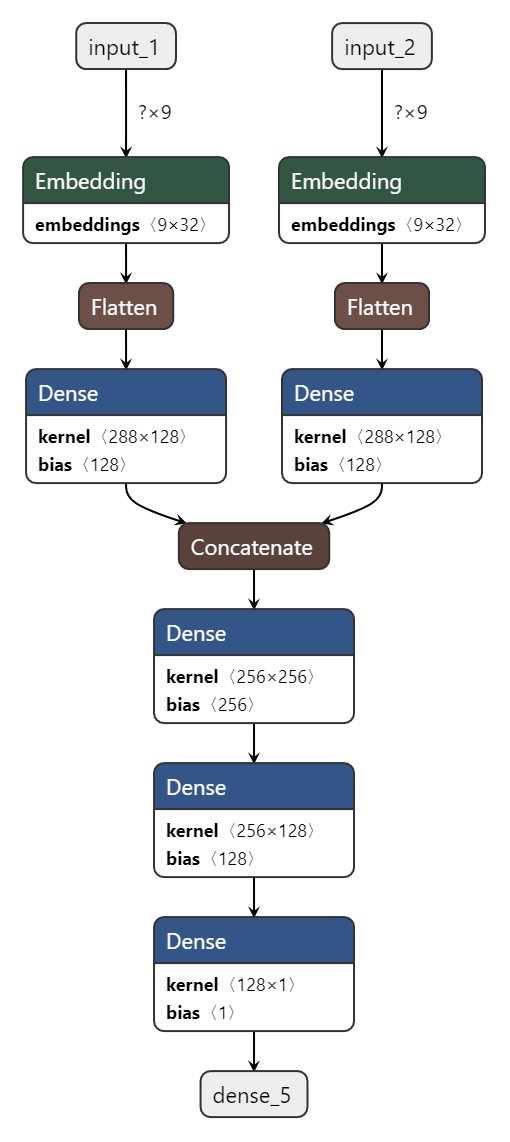 input_1
input_2
?×9
?×9
Embedding
embeddings〈9×32〉
Embedding
embeddings〈9×32〉
Flatten
Flatten
Dense
kernel〈288×128〉
bias〈128〉
Dense
kernel〈288×128〉
bias〈128〉
Concatenate
Dense
kernel〈256×256〉
bias〈256〉
Dense
kernel〈256×128〉
bias〈128〉
Dense
kernel〈128×1〉
bias〈1〉
dense_5